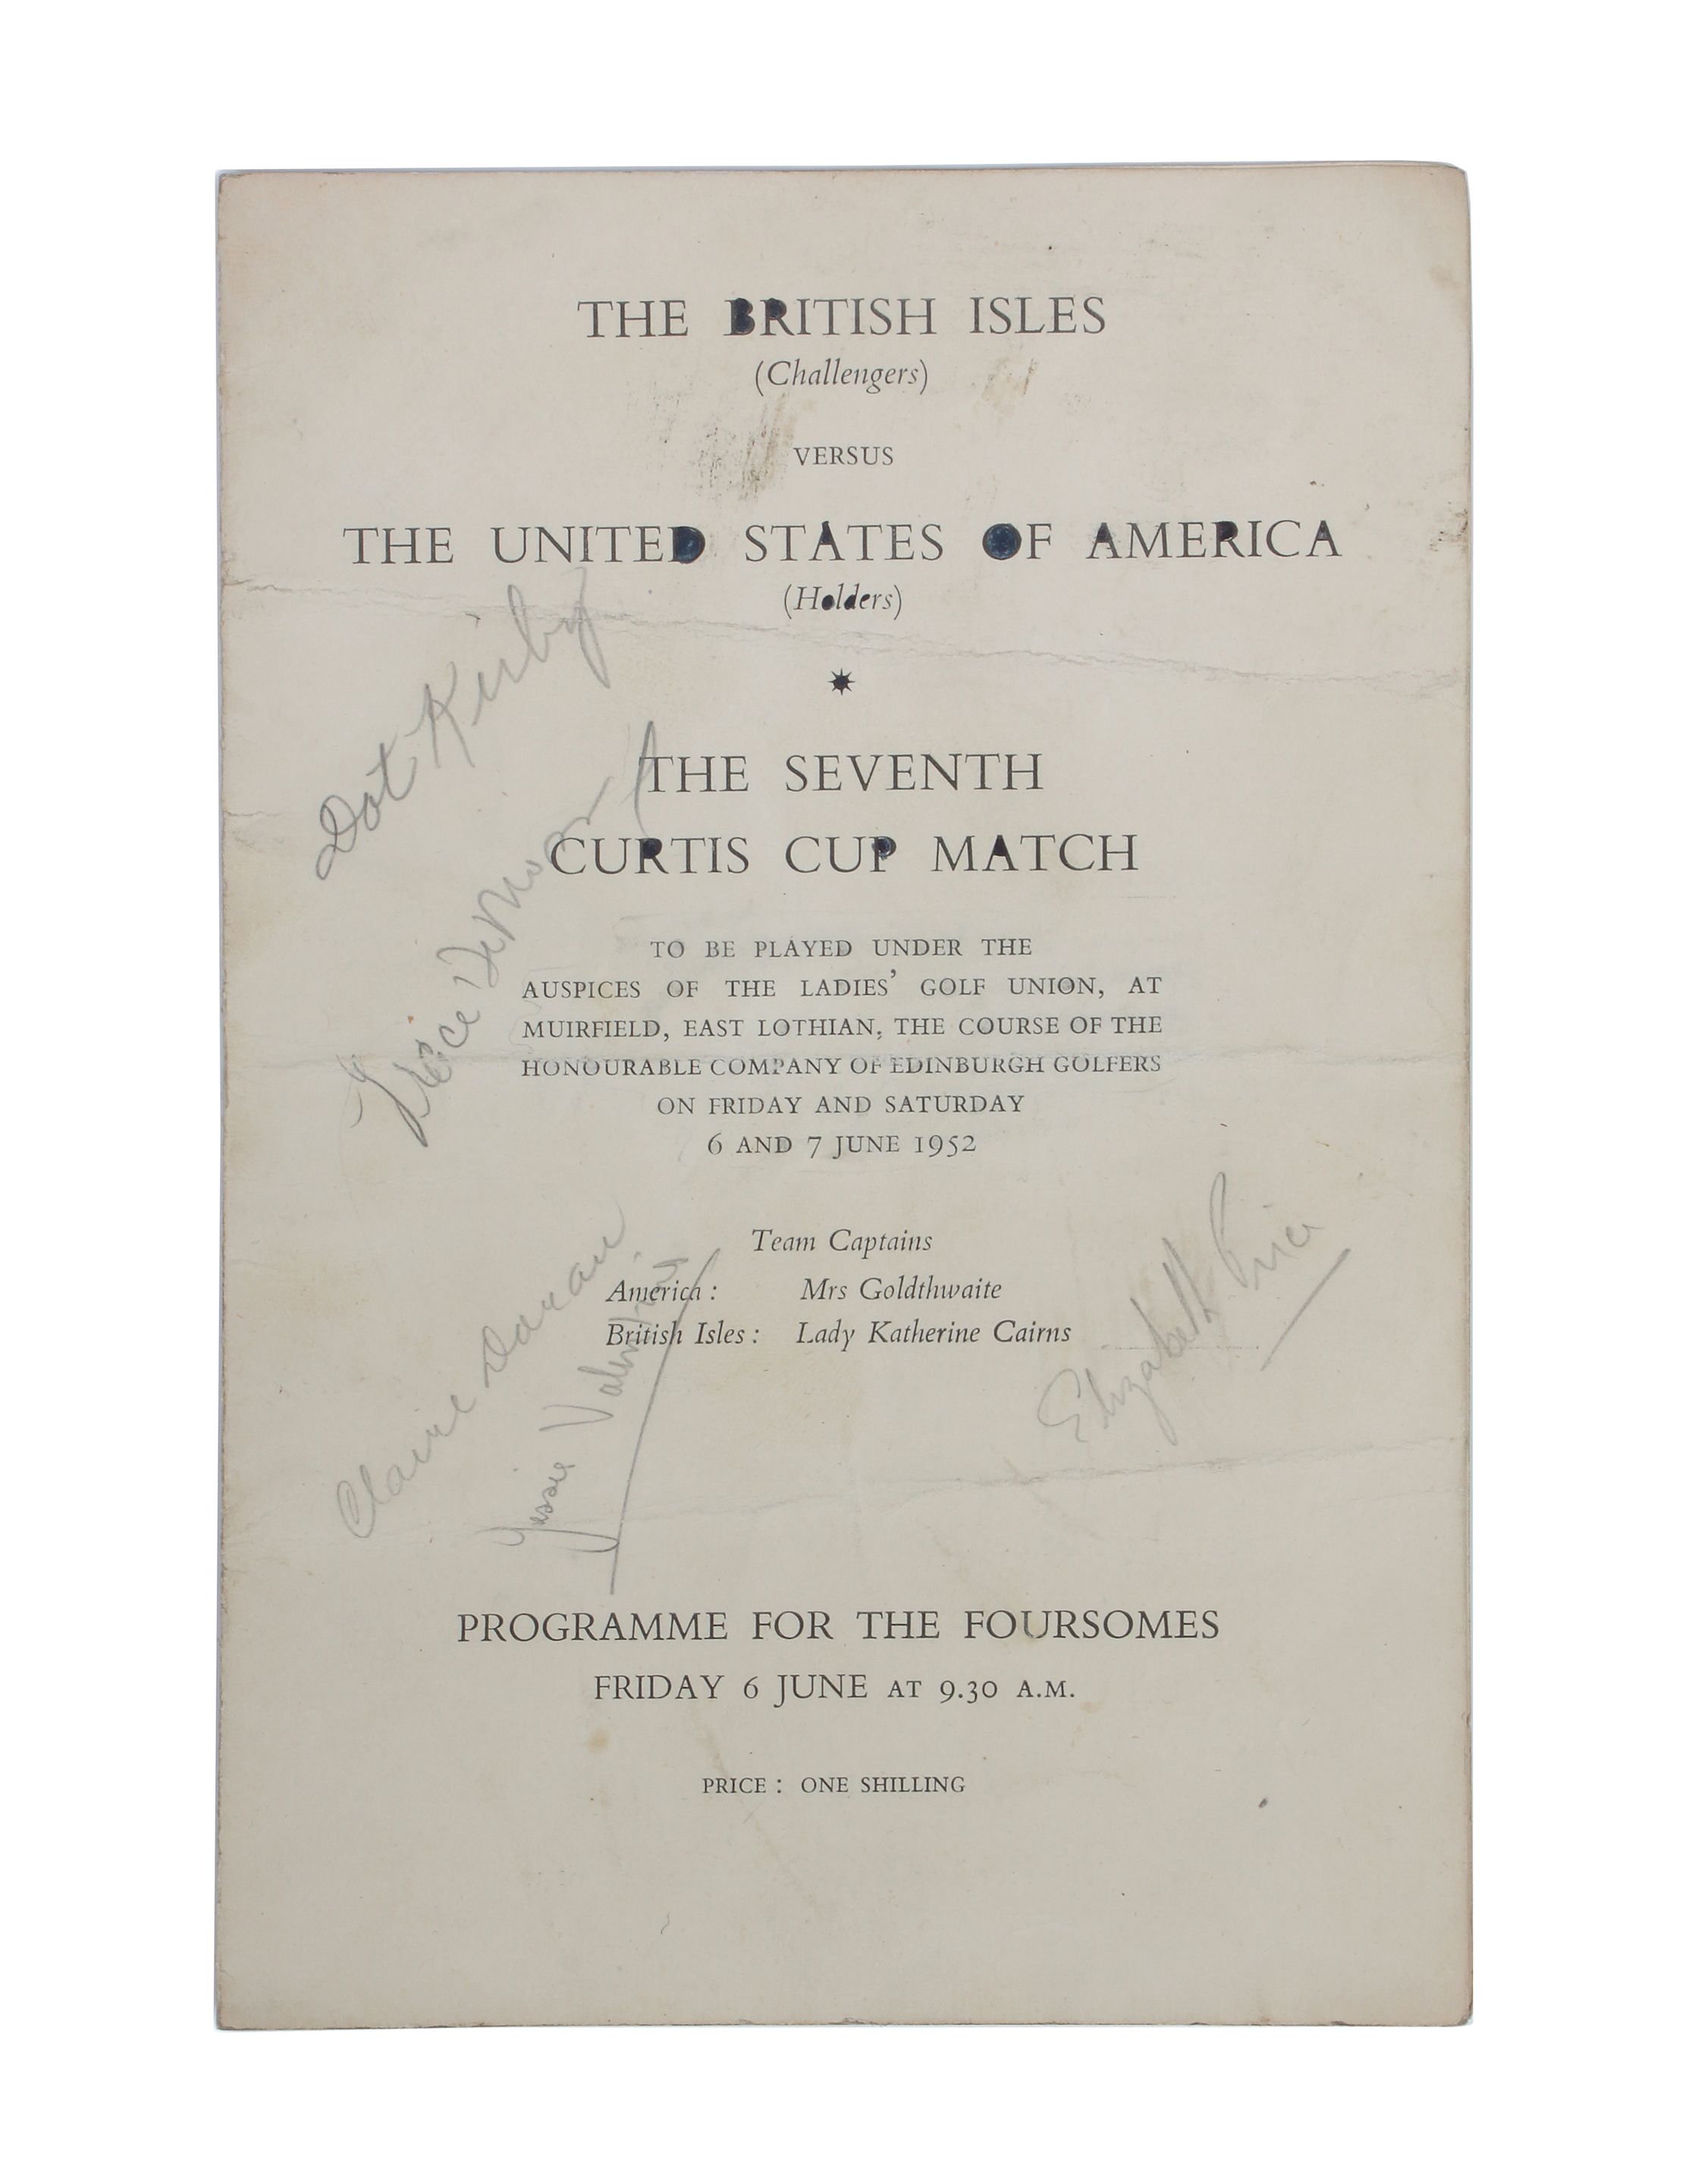 THE BRITISH ISLES
(Challengers)
VERSUS
THE UNITED STATES OF AMERICA
(Holders)
Dot Kirby
THE SEVENTH
CURTIS CUP MATCH
Grace DeMoss
TO BE PLAYED UNDER THE
AUSPICES OF THE LADIES' GOLF UNION, AT
MUIRFIELD, EAST LOTHIAN; THE COURSE OF THE
HONOURABLE COMPANY OF EDINBURGH GOLFERS
ON FRIDAY AND SATURDAY
6 AND 7 JUNE 1952
Team Captains
America : Mrs Goldthwaite
British Isles : Lady Katherine Cairns
Claire Doran
Jessie Valentine
Elizabeth Price
PROGRAMME FOR THE FOURSOMES
FRIDAY 6 JUNE AT 9.30 A.M.
PRICE : ONE SHILLING